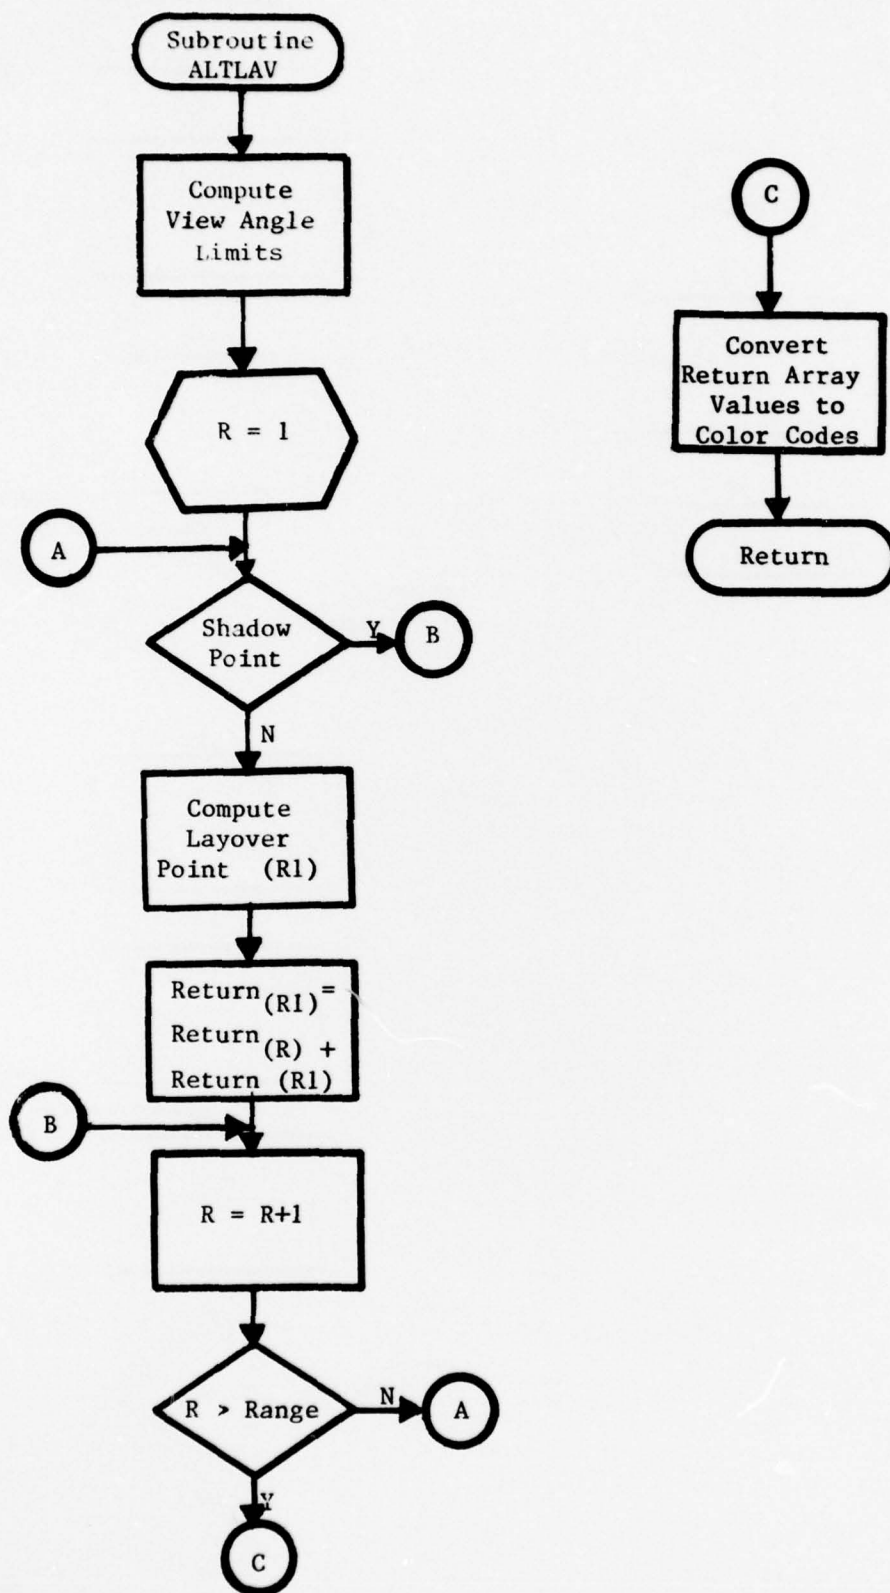 Subroutine
ALTLAV
Compute
View Angle
Limits
R = 1
A
Shadow
Point
Y
B
N
Compute
Layover
Point (R1)
Return(R1)=
Return(R) +
Return (R1)
B
R = R+1
R > Range
N
A
Y
C
C
Convert
Return Array
Values to
Color Codes
Return